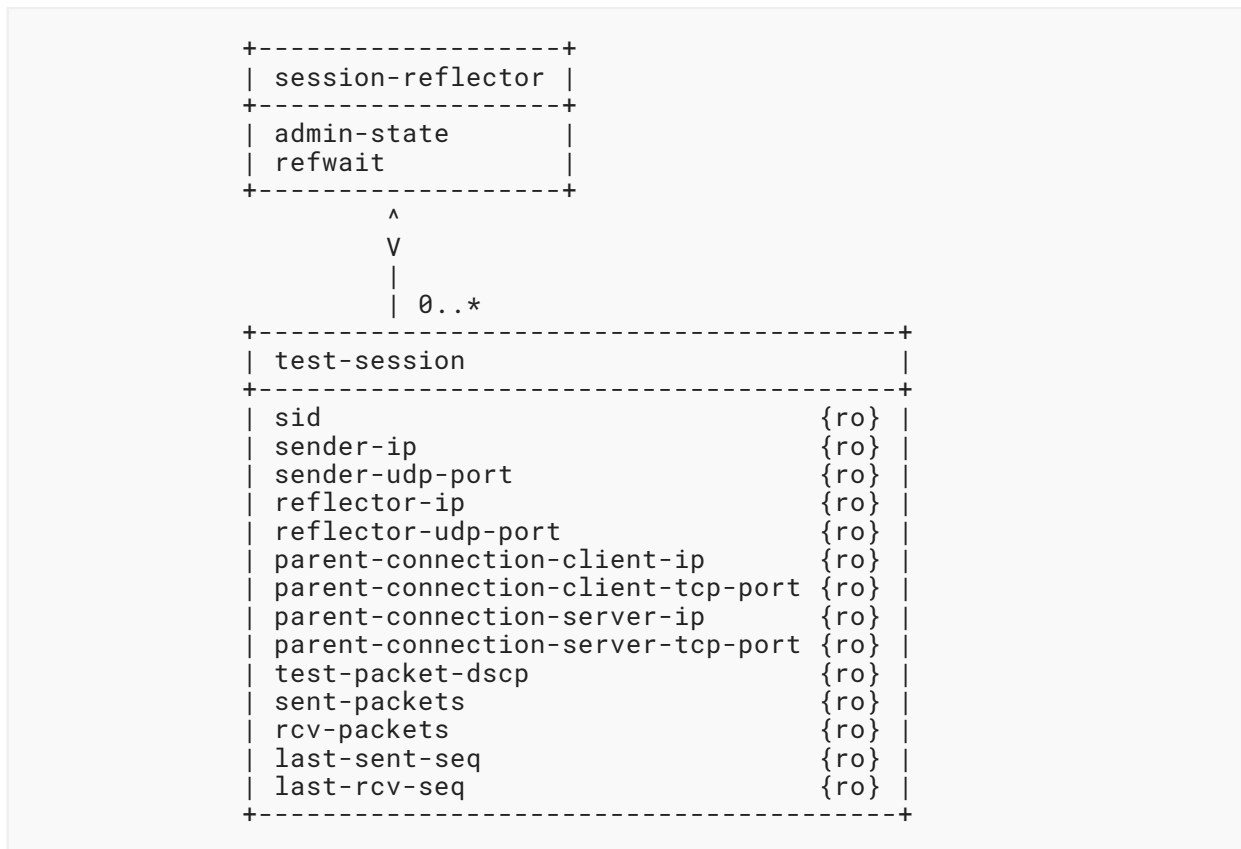 +-------------------+
| session-reflector |
+-------------------+
| admin-state       |
| refwait           |
+-------------------+
         ^
         V
         |
         | 0..*
+----------------------------------------+
| test-session                           |
+----------------------------------------+
| sid                               {ro} |
| sender-ip                         {ro} |
| sender-udp-port                   {ro} |
| reflector-ip                      {ro} |
| reflector-udp-port                {ro} |
| parent-connection-client-ip       {ro} |
| parent-connection-client-tcp-port {ro} |
| parent-connection-server-ip       {ro} |
| parent-connection-server-tcp-port {ro} |
| test-packet-dscp                  {ro} |
| sent-packets                      {ro} |
| rcv-packets                       {ro} |
| last-sent-seq                     {ro} |
| last-rcv-seq                      {ro} |
+----------------------------------------+